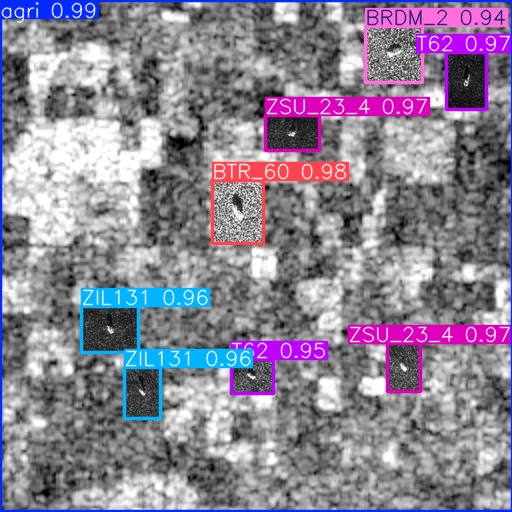 agri 0.99
BRDM_2 0.94
T62 0.97
ZSU_23_4 0.97
BTR_60 0.98
ZIL131 0.96
ZSU_23_4 0.97
T62 0.95
ZIL131 0.96